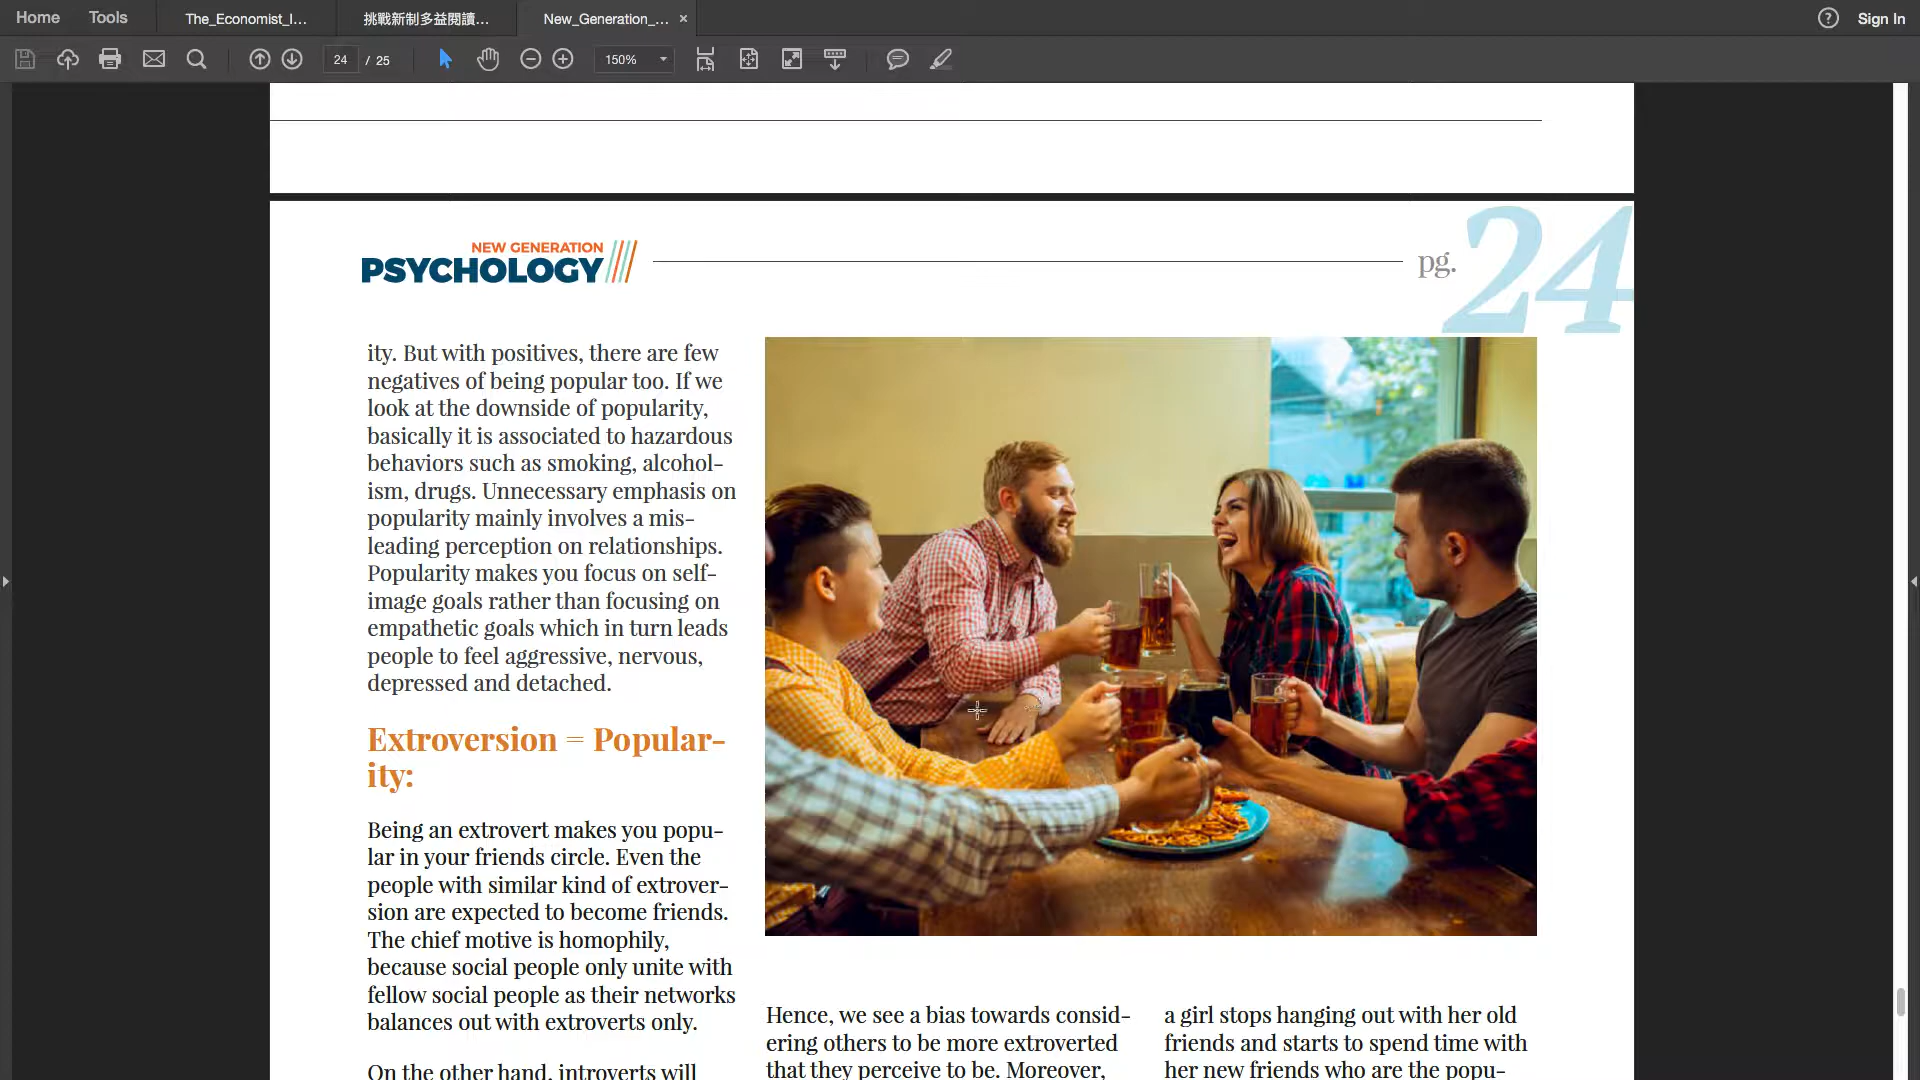 Home
Tools
The_Economist_I...
挑戰新制多益閱讀...
New_Generation_...
Sign In
24
/ 25
150%
NEW GENERATION
PSYCHOLOGY
pg.
24
ity. But with positives, there are few
negatives of being popular too. If we
look at the downside of popularity,
basically it is associated to hazardous
behaviors such as smoking, alcohol-
ism, drugs. Unnecessary emphasis on
popularity mainly involves a mis-
leading perception on relationships.
Popularity makes you focus on self-
image goals rather than focusing on
empathetic goals which in turn leads
people to feel aggressive, nervous,
depressed and detached.
Extroversion = Popular-
ity:
Being an extrovert makes you popu-
lar in your friends circle. Even the
people with similar kind of extrover-
sion are expected to become friends.
The chief motive is homophily,
because social people only unite with
fellow social people as their networks
balances out with extroverts only.
On the other hand, introverts will
Hence, we see a bias towards consid-
ering others to be more extroverted
that they perceive to be. Moreover,
a girl stops hanging out with her old
friends and starts to spend time with
her new friends who are the popu-